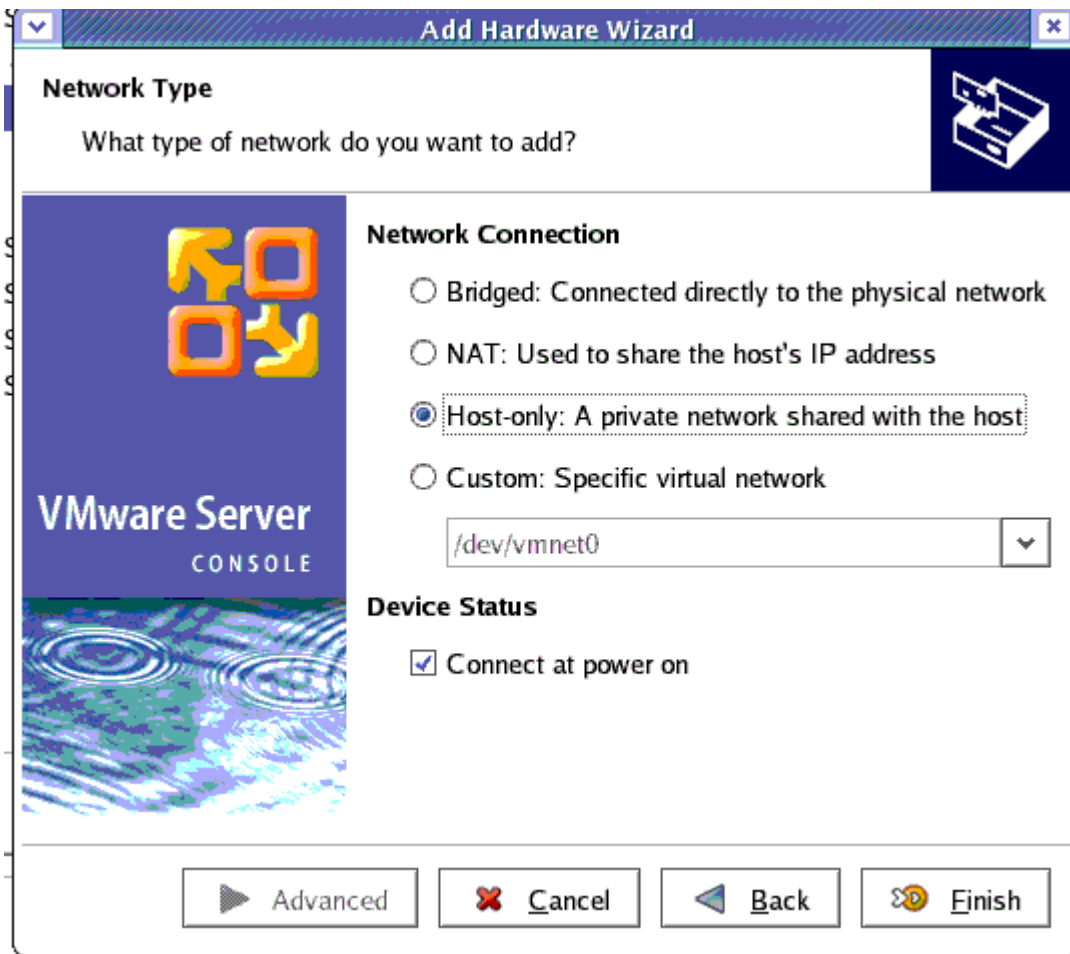 Add Hardware Wizard
Network Type
What type of network do you want to add?
Network Connection
Bridged: Connected directly to the physical network
NAT: Used to share the host's IP address
Host-only: A private network shared with the host
Custom: Specific virtual network
/dev/vmnet0
VMware Server
CONSOLE
Device Status
Connect at power on
Advanced
Cancel
Back
Finish